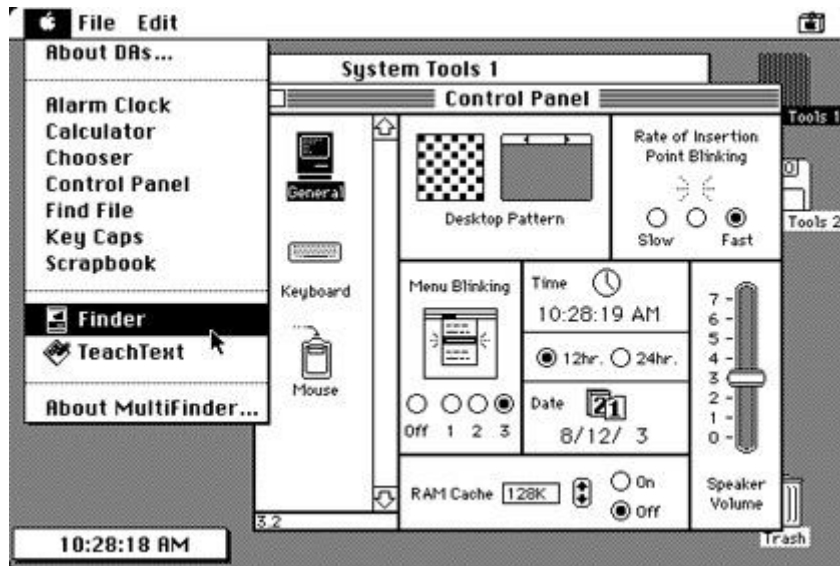 File Edit
About DAs...
Alarm Clock
Calculator
Chooser
Control Panel
Find File
Key Caps
Scrapbook
Finder
TeachText
About MultiFinder...
10:28:18 AM
System Tools 1
Control Panel
General
Keyboard
Mouse
3.2
Desktop Pattern
Rate of Insertion
Point Blinking
Slow Fast
Menu Blinking
Off 1 2 3
Time
10:28:19 AM
12hr. 24hr.
Date 21
8/12/ 3
7
6
5
4
3
2
1
0
Speaker
Volume
RAM Cache 128K On
Off
Tools 1
Tools 2
Trash